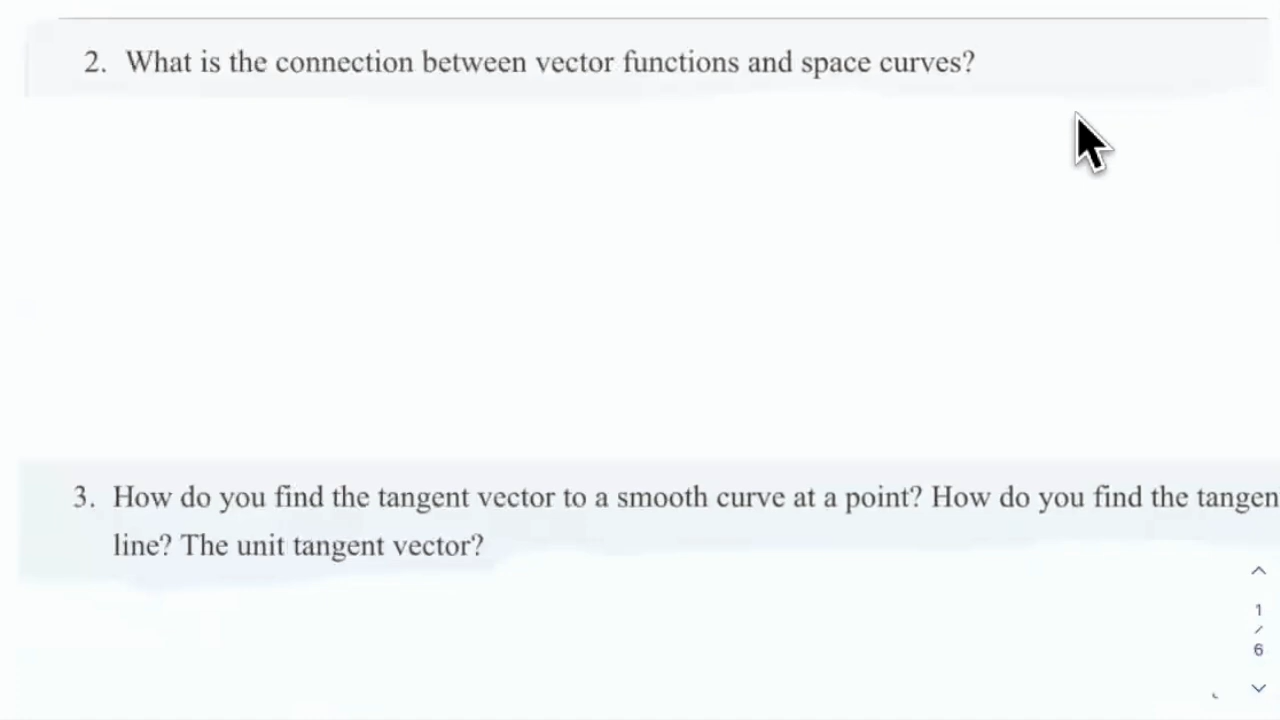 2. What is the connection between vector functions and space curves?
3. How do you find the tangent vector to a smooth curve at a point? How do you find the tangen
line? The unit tangent vector?
1
/
6